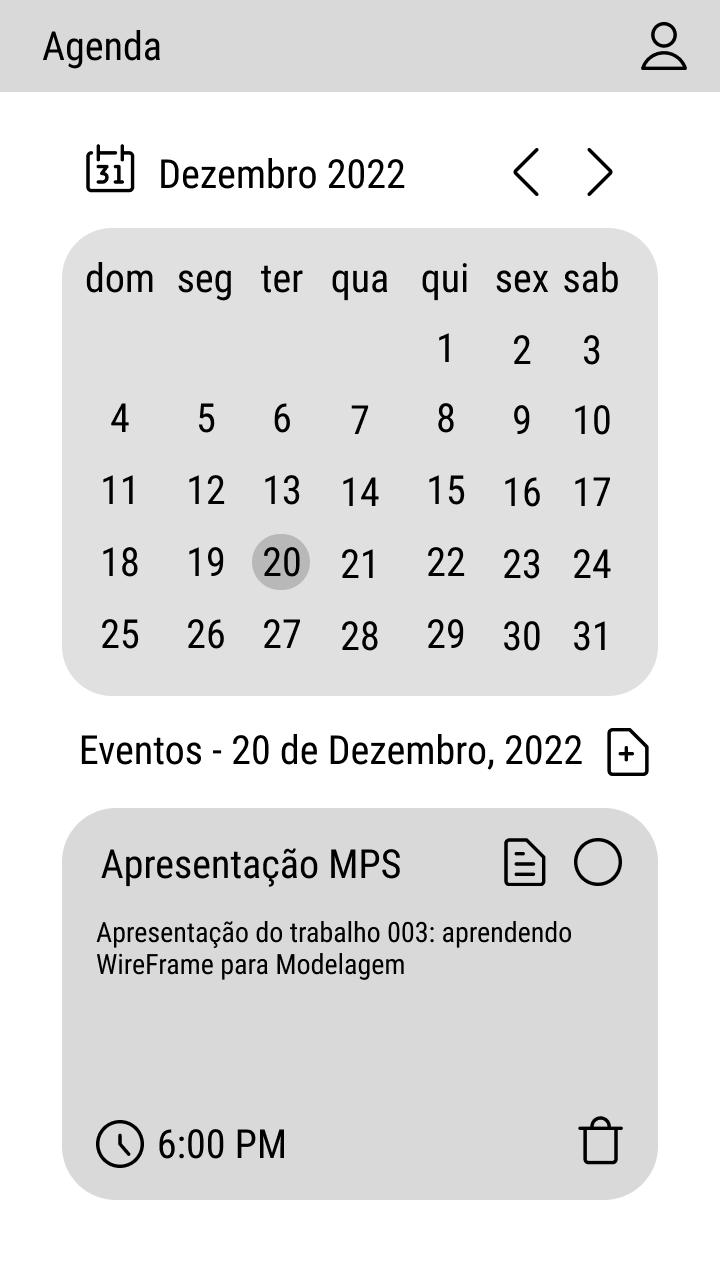 Agenda
31 Dezembro 2022
dom seg ter qua qui sex sab
1 2 3
4 5 6 7 8 9 10
11 12 13 14 15 16 17
18 19 20 21 22 23 24
25 26 27 28 29 30 31
Eventos - 20 de Dezembro, 2022
Apresentação MPS
Apresentação do trabalho 003: aprendendo
WireFrame para Modelagem
6:00 PM